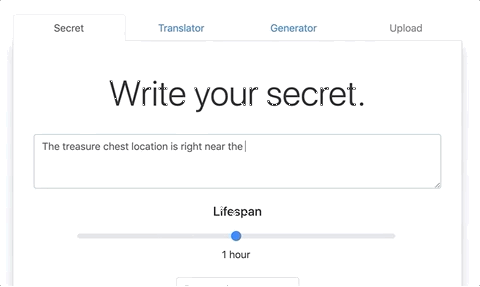 Secret Translator Generator Upload
Write your secret.
The treasure chest location is right near the
Lifespan
1 hour